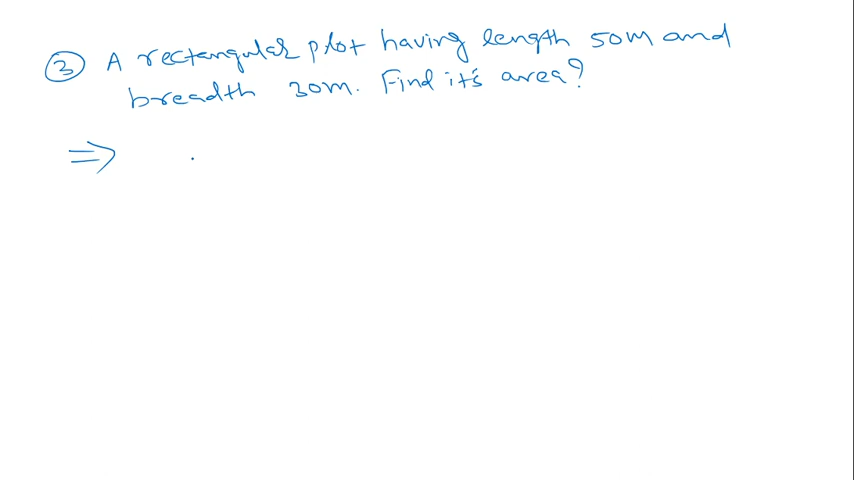 ③ A rectangular plot having length 50m and
breadth 30m. Find it's area?
⇒